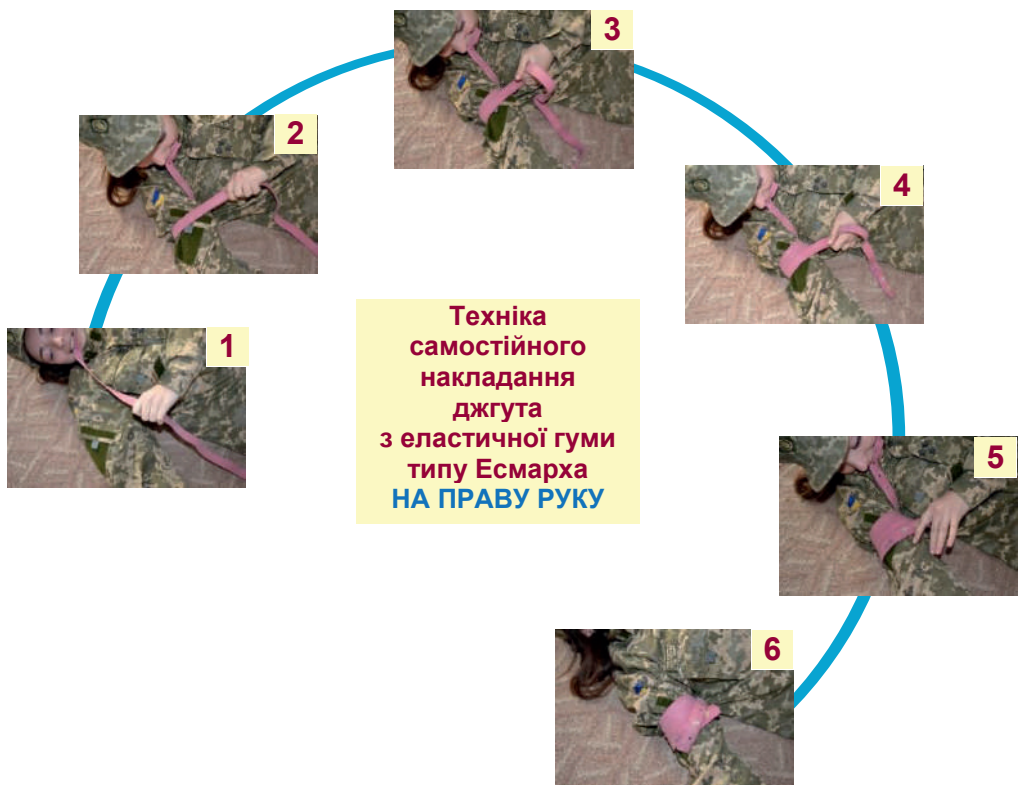 3
2
4
1
Техніка
самостійного
накладання
джгута
з еластичної гуми
типу Есмарха
НА ПРАВУ РУКУ
5
6